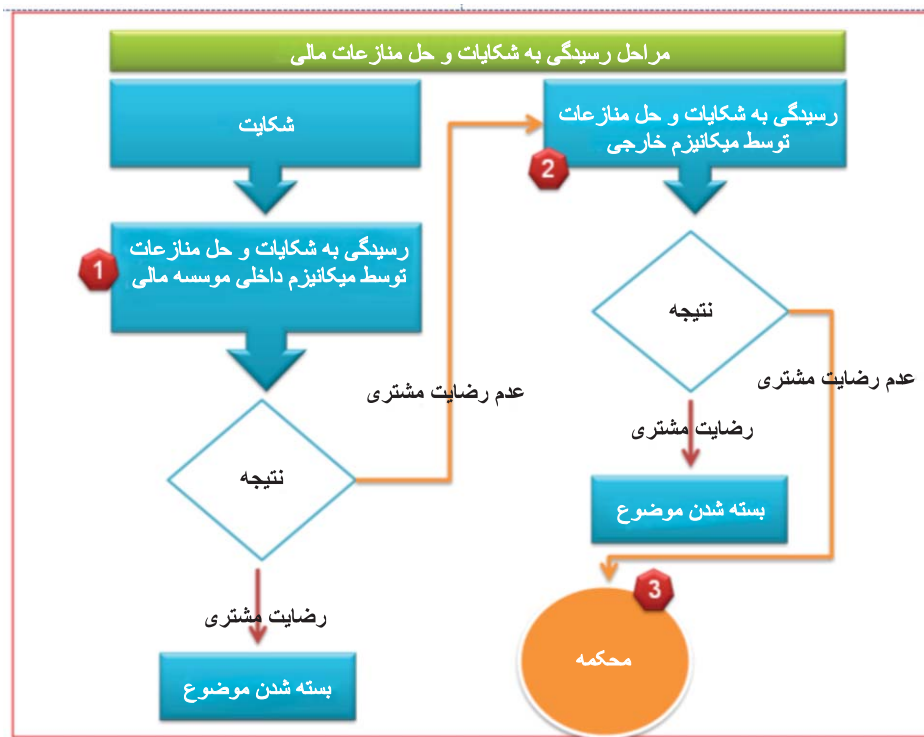 مراحل رسیدگی به شکایات و حل منازعات مالی
شکایت
رسیدگی به شکایات و حل منازعات
توسط میکانیزم داخلی موسسه مالی
1
نتیجه
عدم رضایت مشتری
رضایت مشتری
بسته شدن موضوع
رسیدگی به شکایات و حل منازعات
توسط میکانیزم خارجی
2
نتیجه
عدم رضایت مشتری
رضایت مشتری
بسته شدن موضوع
3
محکمه